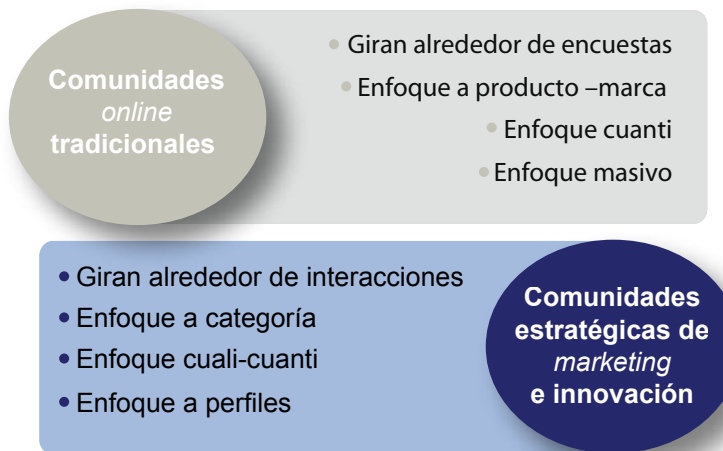 Comunidades
online
tradicionales
• Giran alrededor de encuestas
• Enfoque a producto –marca
• Enfoque cuanti
• Enfoque masivo
• Giran alrededor de interacciones
• Enfoque a categoría
• Enfoque cuali-cuanti
• Enfoque a perfiles
Comunidades
estratégicas de
marketing
e innovación